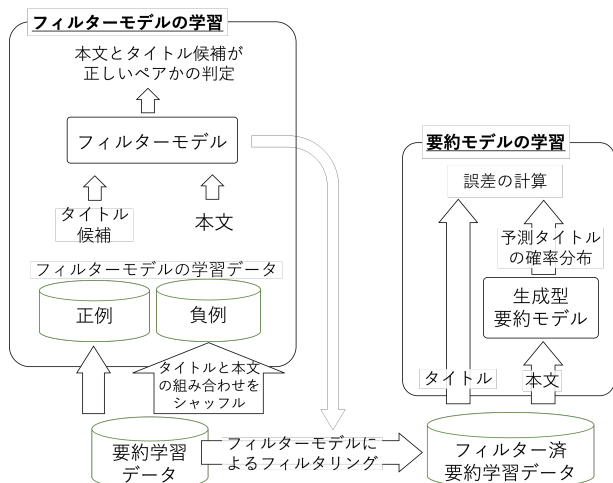 フィルターモデルの学習
本文とタイトル候補が
正しいペアかの判定
フィルターモデル
タイトル
候補
本文
フィルターモデルの学習データ
正例
負例
タイトルと本文
の組み合わせを
シャッフル
要約学習
データ
フィルターモデルに
よるフィルタリング
要約モデルの学習
誤差の計算
予測タイトル
の確率分布
生成型
要約モデル
タイトル
本文
フィルター済
要約学習データ